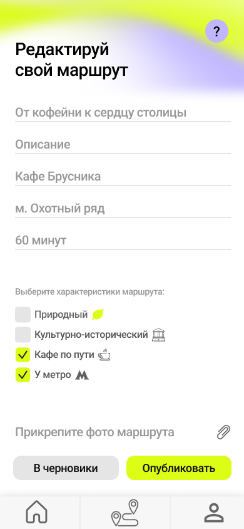 ?
Редактируй
свой маршрут
От кофейни к сердцу столицы
Описание
Кафе Брусника
м. Охотный ряд
60 минут
Выберите характеристики маршрута:
Природный
Культурно-исторический
Кафе по пути
У метро
Прикрепите фото маршрута
В черновики
Опубликовать